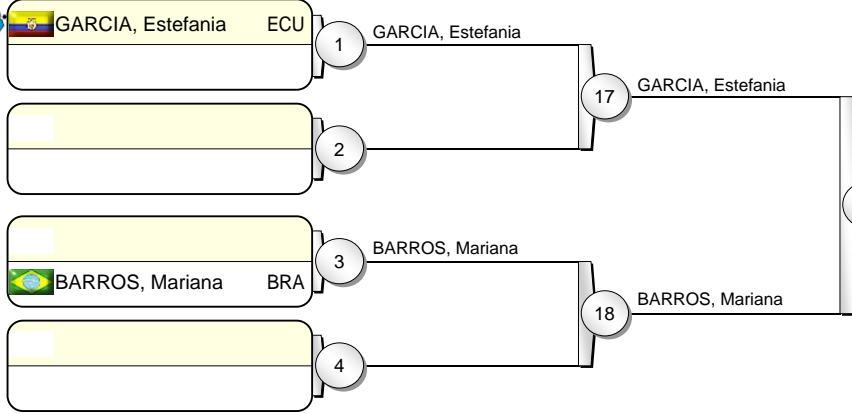 GARCIA, Estefania ECU
1
GARCIA, Estefania
17
GARCIA, Estefania
2
3
BARROS, Mariana
BARROS, Mariana BRA
18
BARROS, Mariana
4